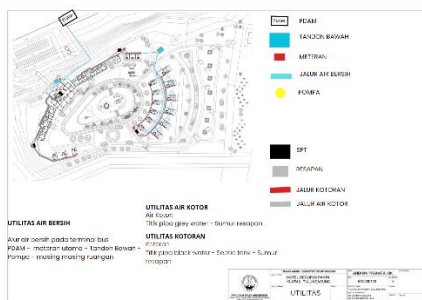 PDAM
PDAM
TANDON BAWAH
METERAN
JALUR AIR BERSIH
POMPA
SPT
RESAPAN
JALUR KOTORAN
JALUR AIR KOTOR
UTILITAS AIR BERSIH
Alur air bersih pada terminal bus
PDAM - meteran utama - Tandon Bawah -
Pompa - masing masing ruangan
UTILITAS AIR KOTOR
Air Kotor:
Titik pipa grey water - Sumur resapan
UTILITAS KOTORAN
Kotoran
Titik pipa black water - Septic tank - Sumur
resapan
UTILITAS